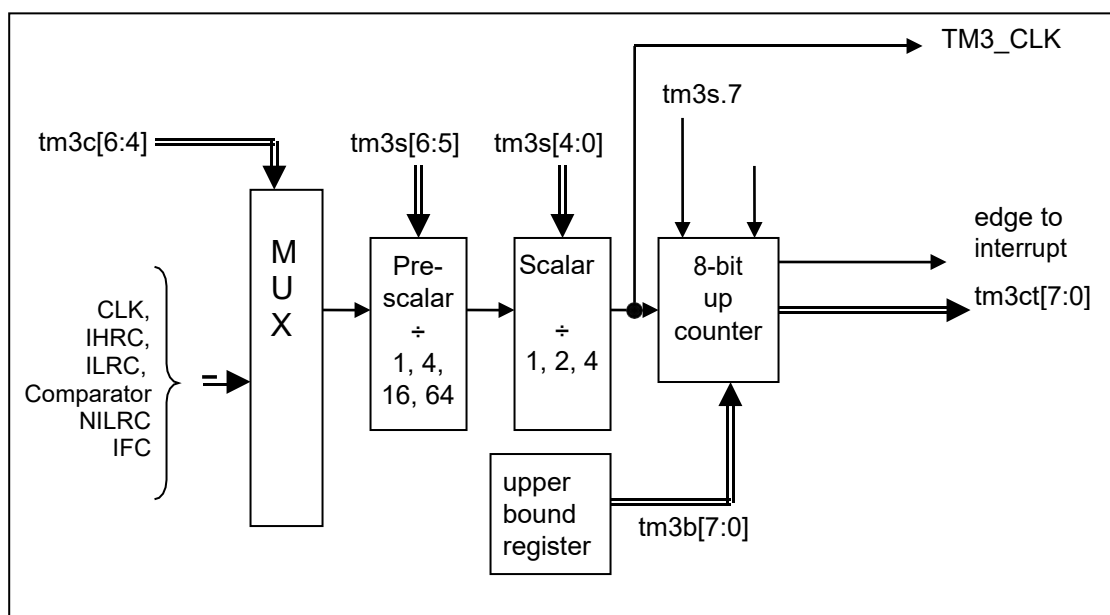 TM3_CLK
tm3s.7
tm3c[6:4]
tm3s[6:5]
tm3s[4:0]
M
U
X
CLK,
IHRC,
ILRC,
Comparator
NILRC
IFC
Pre-
scalar
÷
1, 4,
16, 64
Scalar
÷
1, 2, 4
8-bit
up
counter
edge to
interrupt
tm3ct[7:0]
upper
bound
register
tm3b[7:0]